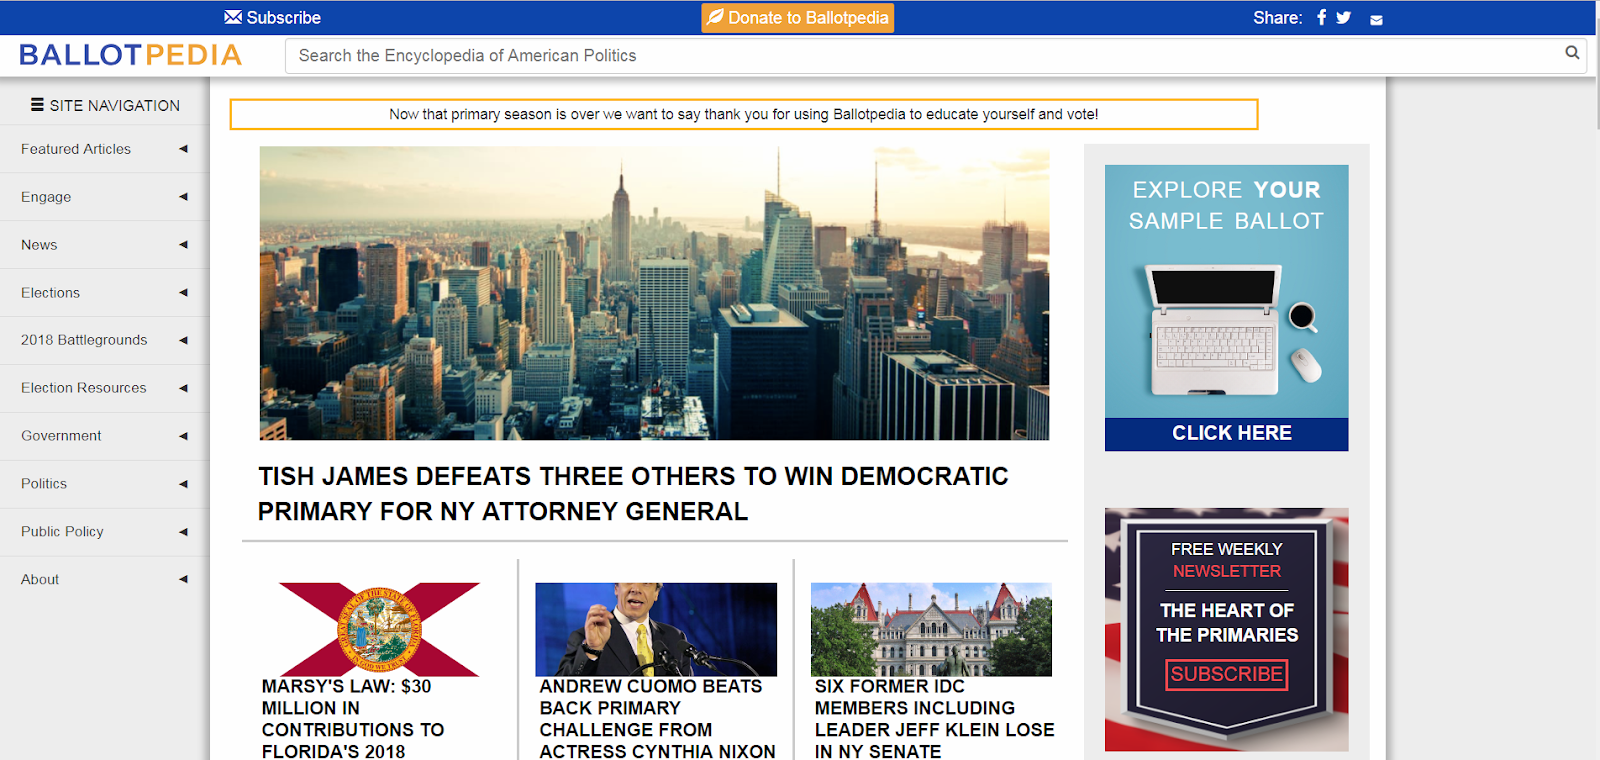 Subscribe
Donate to Ballotpedia
Share:
BALLOTPEDIA
Search the Encyclopedia of American Politics
SITE NAVIGATION
Featured Articles
Engage
News
Elections
2018 Battlegrounds
Election Resources
Government
Politics
Public Policy
About
Now that primary season is over we want to say thank you for using Ballotpedia to educate yourself and vote!
TISH JAMES DEFEATS THREE OTHERS TO WIN DEMOCRATIC
PRIMARY FOR NY ATTORNEY GENERAL
MARSY'S LAW: $30
MILLION IN
CONTRIBUTIONS TO
FLORIDA'S 2018
ANDREW CUOMO BEATS
BACK PRIMARY
CHALLENGE FROM
ACTRESS CYNTHIA NIXON
SIX FORMER IDC
MEMBERS INCLUDING
LEADER JEFF KLEIN LOSE
IN NY SENATE
EXPLORE YOUR
SAMPLE BALLOT
CLICK HERE
FREE WEEKLY
NEWSLETTER
THE HEART OF
THE PRIMARIES
SUBSCRIBE